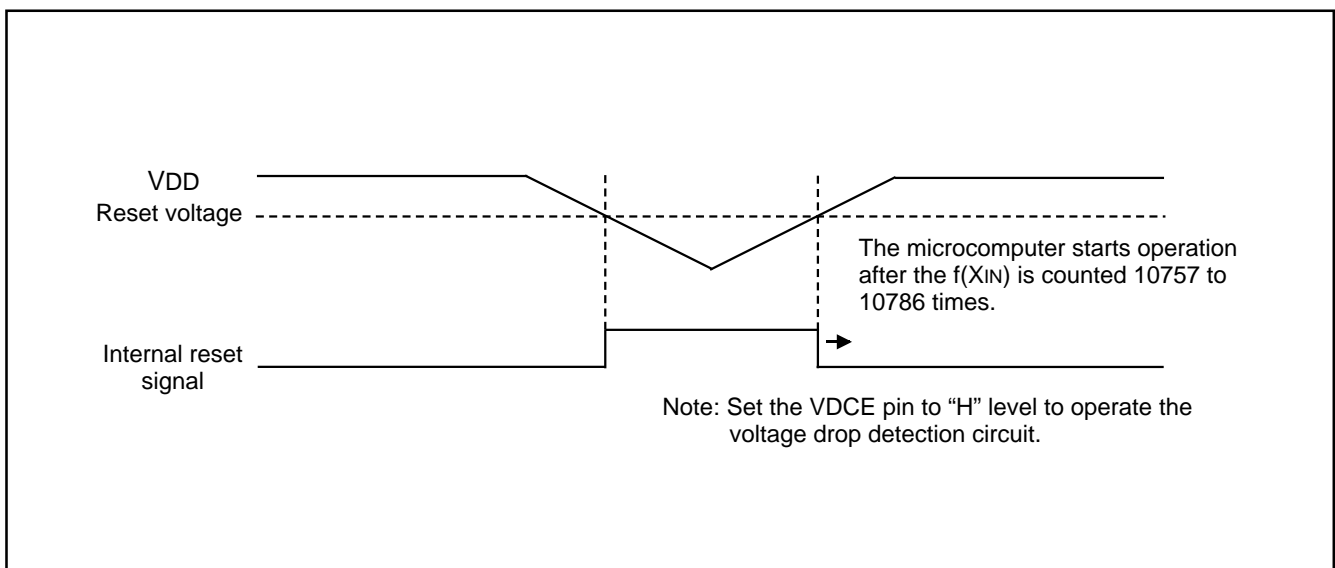 VDD
Reset voltage
The microcomputer starts operation
after the f(XIN) is counted 10757 to
10786 times.
Internal reset
signal
Note: Set the VDCE pin to “H” level to operate the
voltage drop detection circuit.